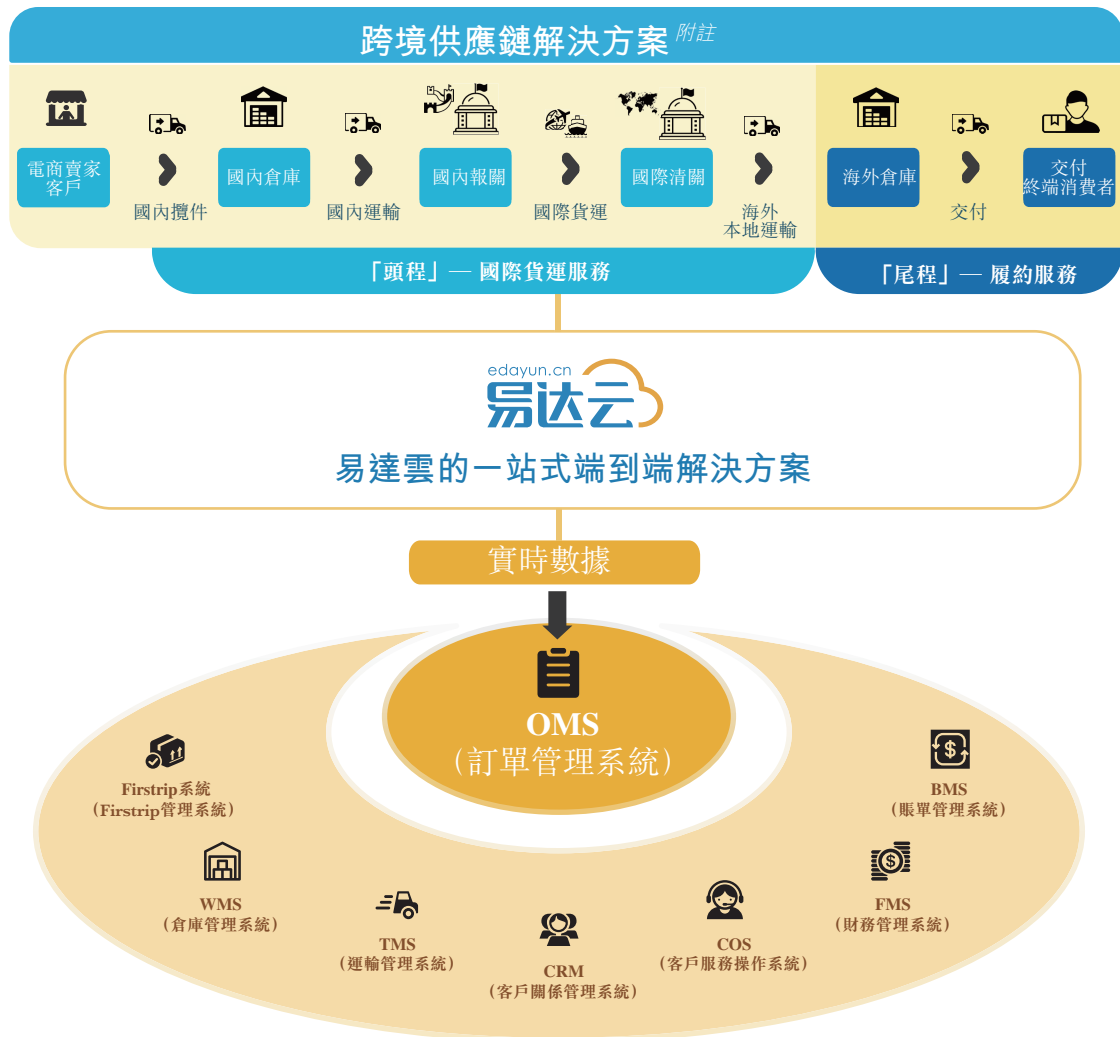 跨境供應鏈解決方案 附註
電商賣家
客戶
國內攬件
國內倉庫
國內運輸
國內報關
國際貨運
國際清關
海外
本地運輸
海外倉庫
交付
交付
終端消費者
「頭程」— 國際貨運服務
「尾程」— 履約服務
edayun.cn
易达云
易達雲的一站式端到端解決方案
實時數據
OMS
(訂單管理系統)
Firstrip系統
(Firstrip管理系統)
BMS
(賬單管理系統)
WMS
(倉庫管理系統)
FMS
(財務管理系統)
TMS
(運輸管理系統)
COS
(客戶服務操作系統)
CRM
(客戶關係管理系統)